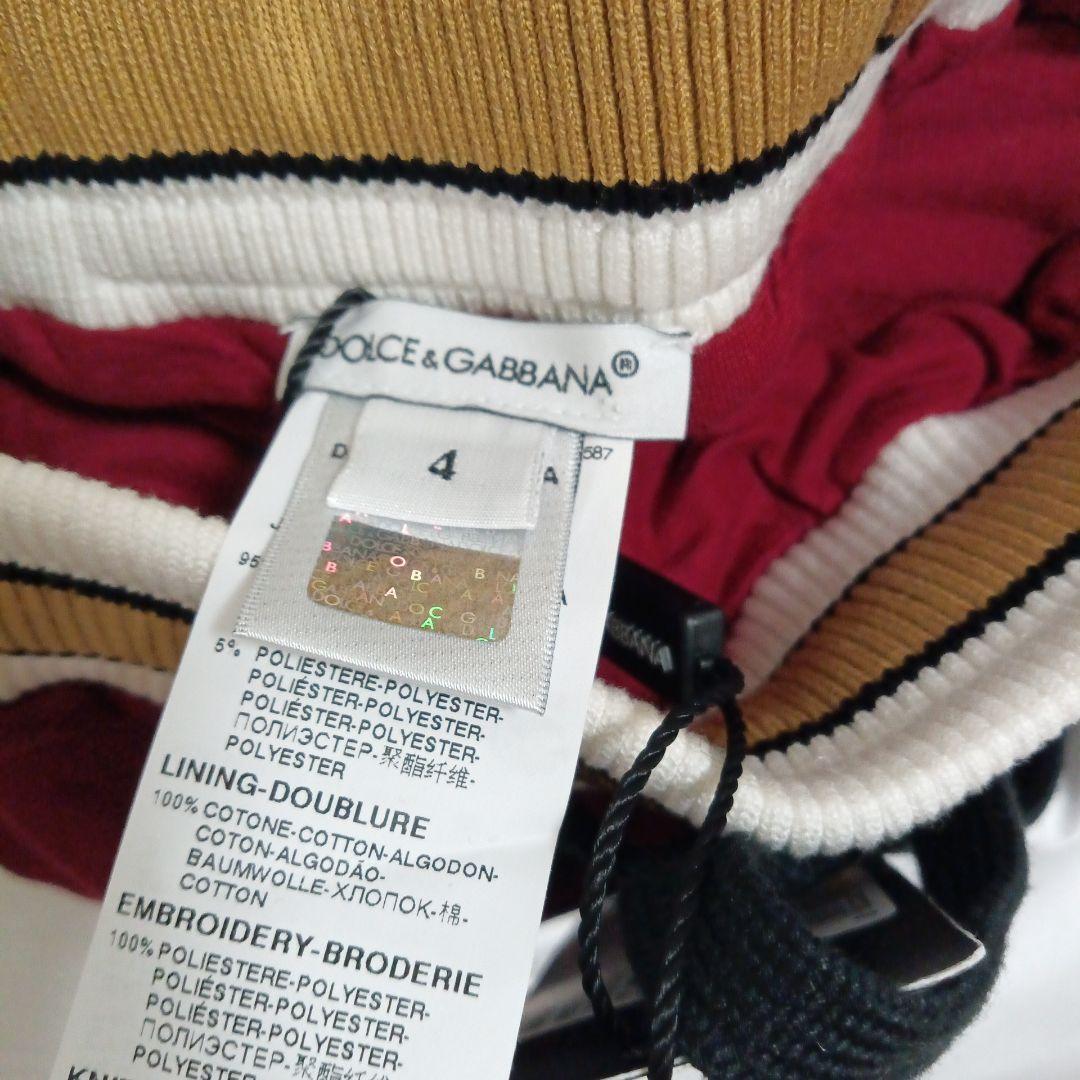 DOLCE & GABBANA®
4
587
D
A
95
5% POLIESTERE-POLYESTER-
POLIÉSTER-POLYESTER-
POLIÉSTER-POLYESTER-
ПОЛИЭСТЕР-聚酯纤维-
POLYESTER
LINING-DOUBLURE
100% COTONE-COTTON-ALGODON-
COTON-ALGODÃO-
BAUMWOLLE-ХЛОПОК-棉-
COTTON
EMBROIDERY-BRODERIE
100% POLIESTERE-POLYESTER-
POLIÉSTER-POLYESTER-
POLIÉSTER-POLYESTER-
ПОЛИЭСТЕР-聚酯纤维-
POLYESTER